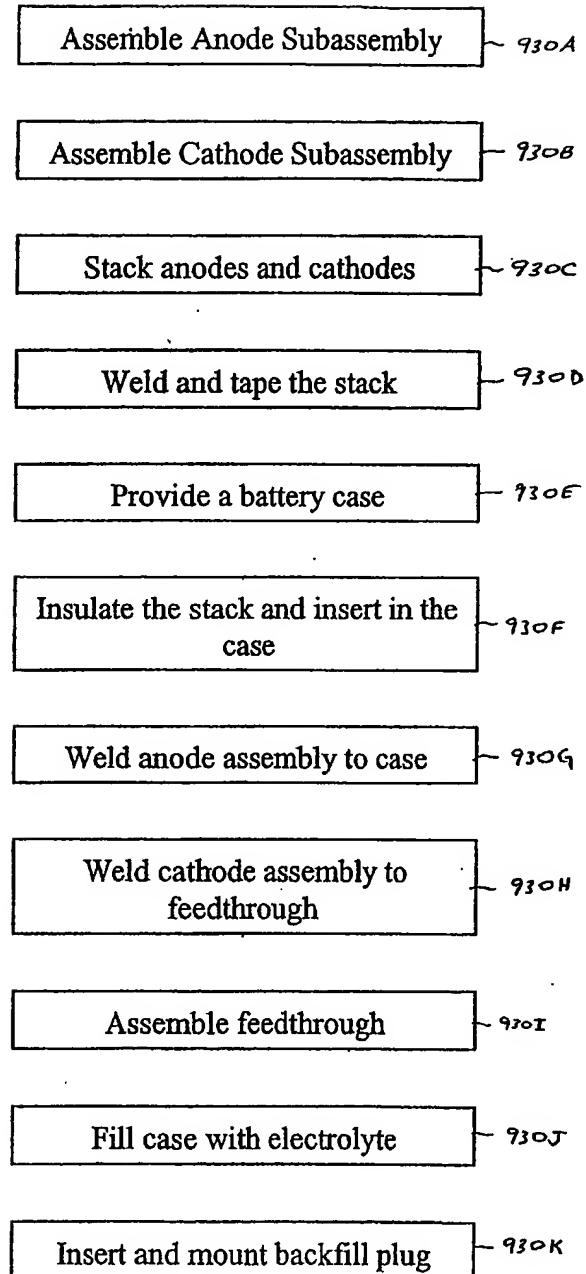 Assemble Anode Subassembly 930A
Assemble Cathode Subassembly 930B
Stack anodes and cathodes 930C
Weld and tape the stack 930D
Provide a battery case 930E
Insulate the stack and insert in the
case 930F
Weld anode assembly to case 930G
Weld cathode assembly to
feedthrough 930H
Assemble feedthrough 930I
Fill case with electrolyte 930J
Insert and mount backfill plug 930K